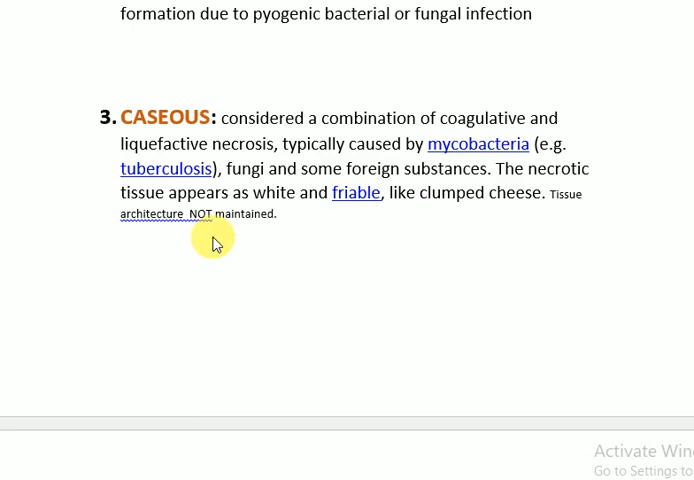 formation due to pyogenic bacterial or fungal infection
3. CASEOUS: considered a combination of coagulative and
liquefactive necrosis, typically caused by mycobacteria (e.g.
tuberculosis), fungi and some foreign substances. The necrotic
tissue appears as white and friable, like clumped cheese. Tissue
architecture NOT maintained.
Activate Win
Go to Settings to